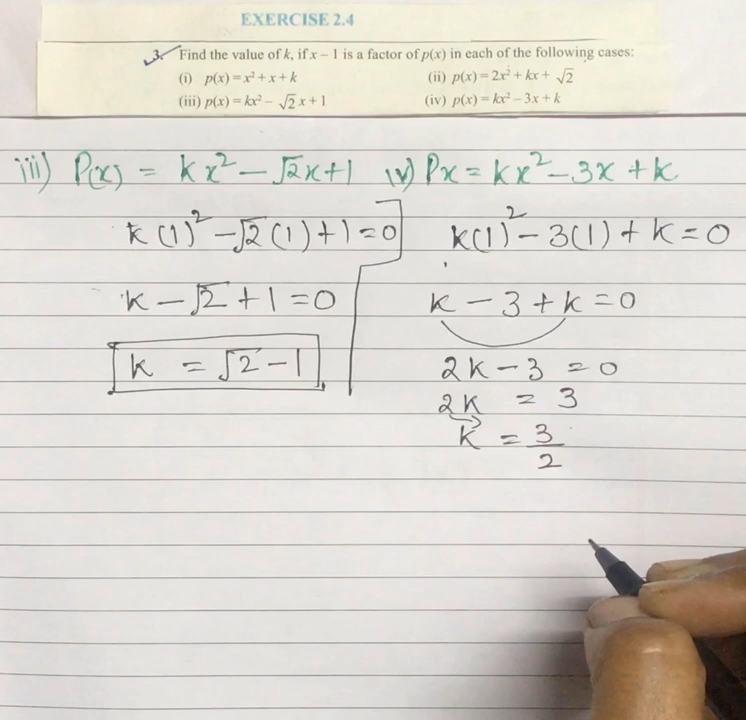 EXERCISE 2.4
3. Find the value of k, if x – 1 is a factor of p(x) in each of the following cases:
(i) p(x) = x² + x + k (ii) p(x) = 2x² + kx + √2
(iii) p(x) = kx² – √2 x + 1 (iv) p(x) = kx² – 3x + k
iii) P(x) = kx² – √2x + 1
k(1)² – √2(1) + 1 = 0
k – √2 + 1 = 0
k = √2 – 1
iv) Px = kx² – 3x + k
k(1)² – 3(1) + k = 0
k – 3 + k = 0
2k – 3 = 0
2k = 3
k = 3/2